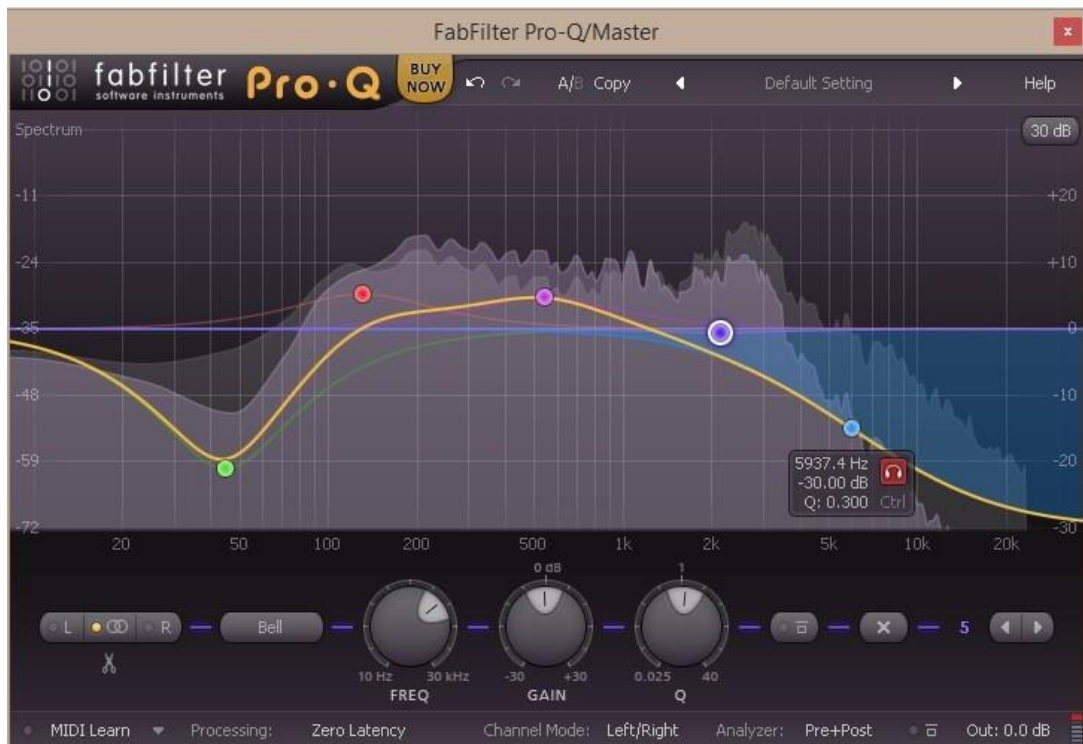 FabFilter Pro-Q/Master
x
fabfilter
software instruments
Pro·Q
BUY NOW
A/B Copy
Default Setting
Help
Spectrum
30 dB
-11 +20
-24 +10
-35 0
-48 -10
-59 -20
-72 -30
5937.4 Hz
-30.00 dB
Q: 0.300 Ctrl
20 50 100 200 500 1k 2k 5k 10k 20k
0 dB 1
L R Bell 5
10 Hz 30 kHz -30 +30 0.025 40
FREQ GAIN Q
MIDI Learn Processing: Zero Latency Channel Mode: Left/Right Analyzer: Pre+Post Out: 0.0 dB